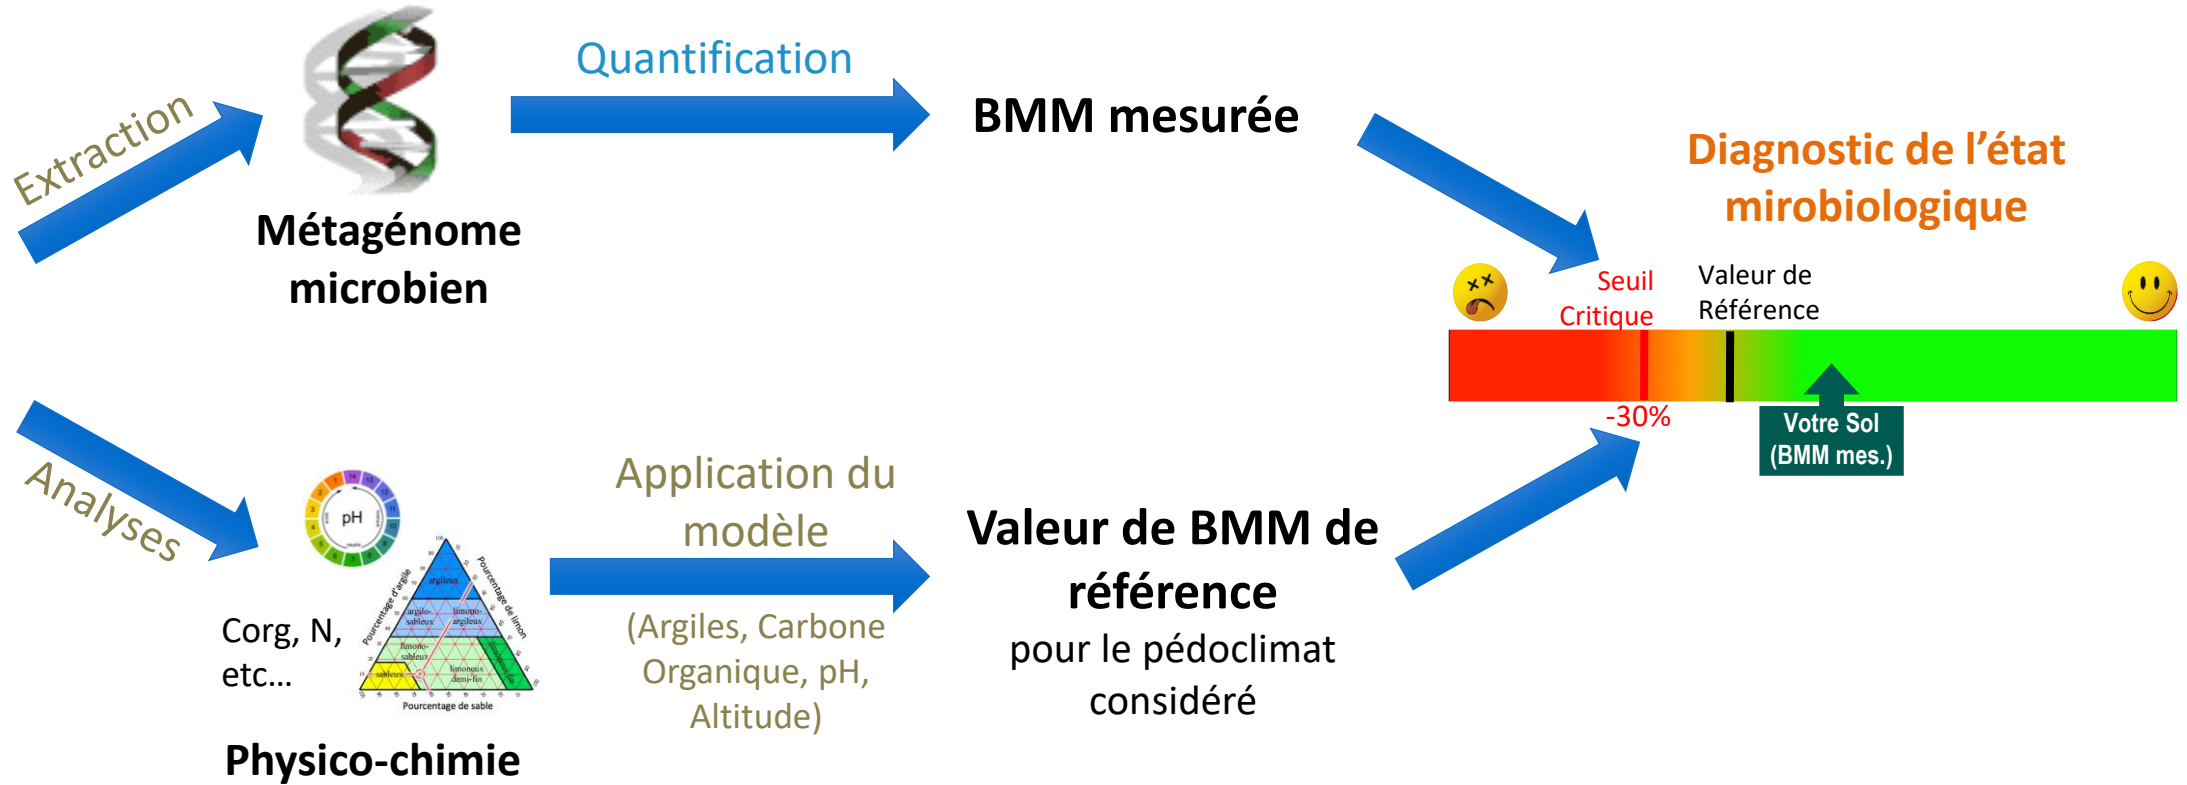 Extraction
Métagénome
microbien
Quantification
BMM mesurée
Diagnostic de l'état
mirobiologique
Seuil
Critique
Valeur de
Référence
-30%
Votre Sol
(BMM mes.)
Analyses
pH
Corg, N,
etc…
Pourcentage d'argile
Pourcentage de limon
argileux
argilo-
sableux
limono-
argileux
limono-
sableux
sableux
limoneux
demi-fin
Pourcentage de sable
Physico-chimie
Application du
modèle
(Argiles, Carbone
Organique, pH,
Altitude)
Valeur de BMM de
référence
pour le pédoclimat
considéré